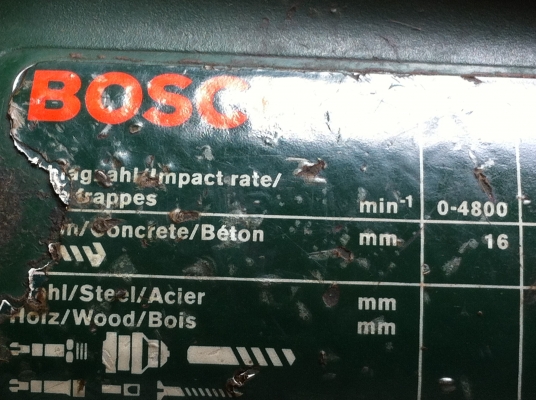 BOSC
agzahl/Impact rate/
frappes min-1 0-4800
n/Concrete/Béton mm 16
hl/Steel/Acier mm
Holz/Wood/Bois mm